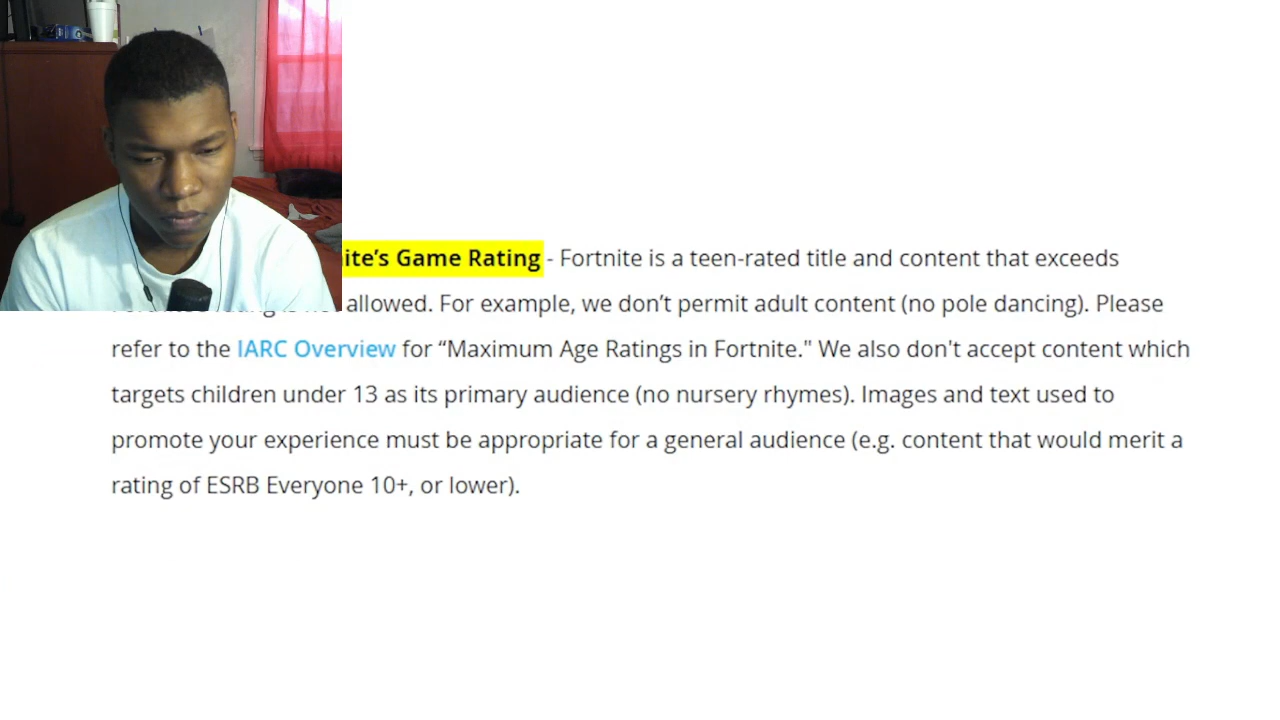 ite's Game Rating - Fortnite is a teen-rated title and content that exceeds
allowed. For example, we don’t permit adult content (no pole dancing). Please
refer to the IARC Overview for “Maximum Age Ratings in Fortnite." We also don't accept content which
targets children under 13 as its primary audience (no nursery rhymes). Images and text used to
promote your experience must be appropriate for a general audience (e.g. content that would merit a
rating of ESRB Everyone 10+, or lower).